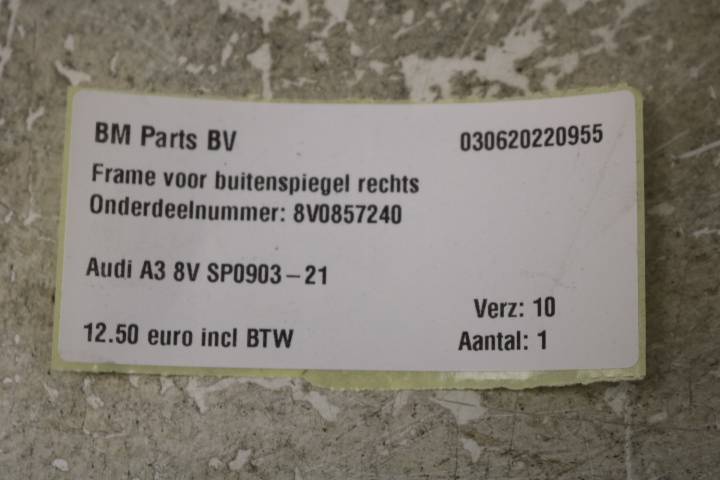 BM Parts BV 030620220955
Frame voor buitenspiegel rechts
Onderdeelnummer: 8V0857240
Audi A3 8V SP0903-21
Verz: 10
12.50 euro incl BTW Aantal: 1